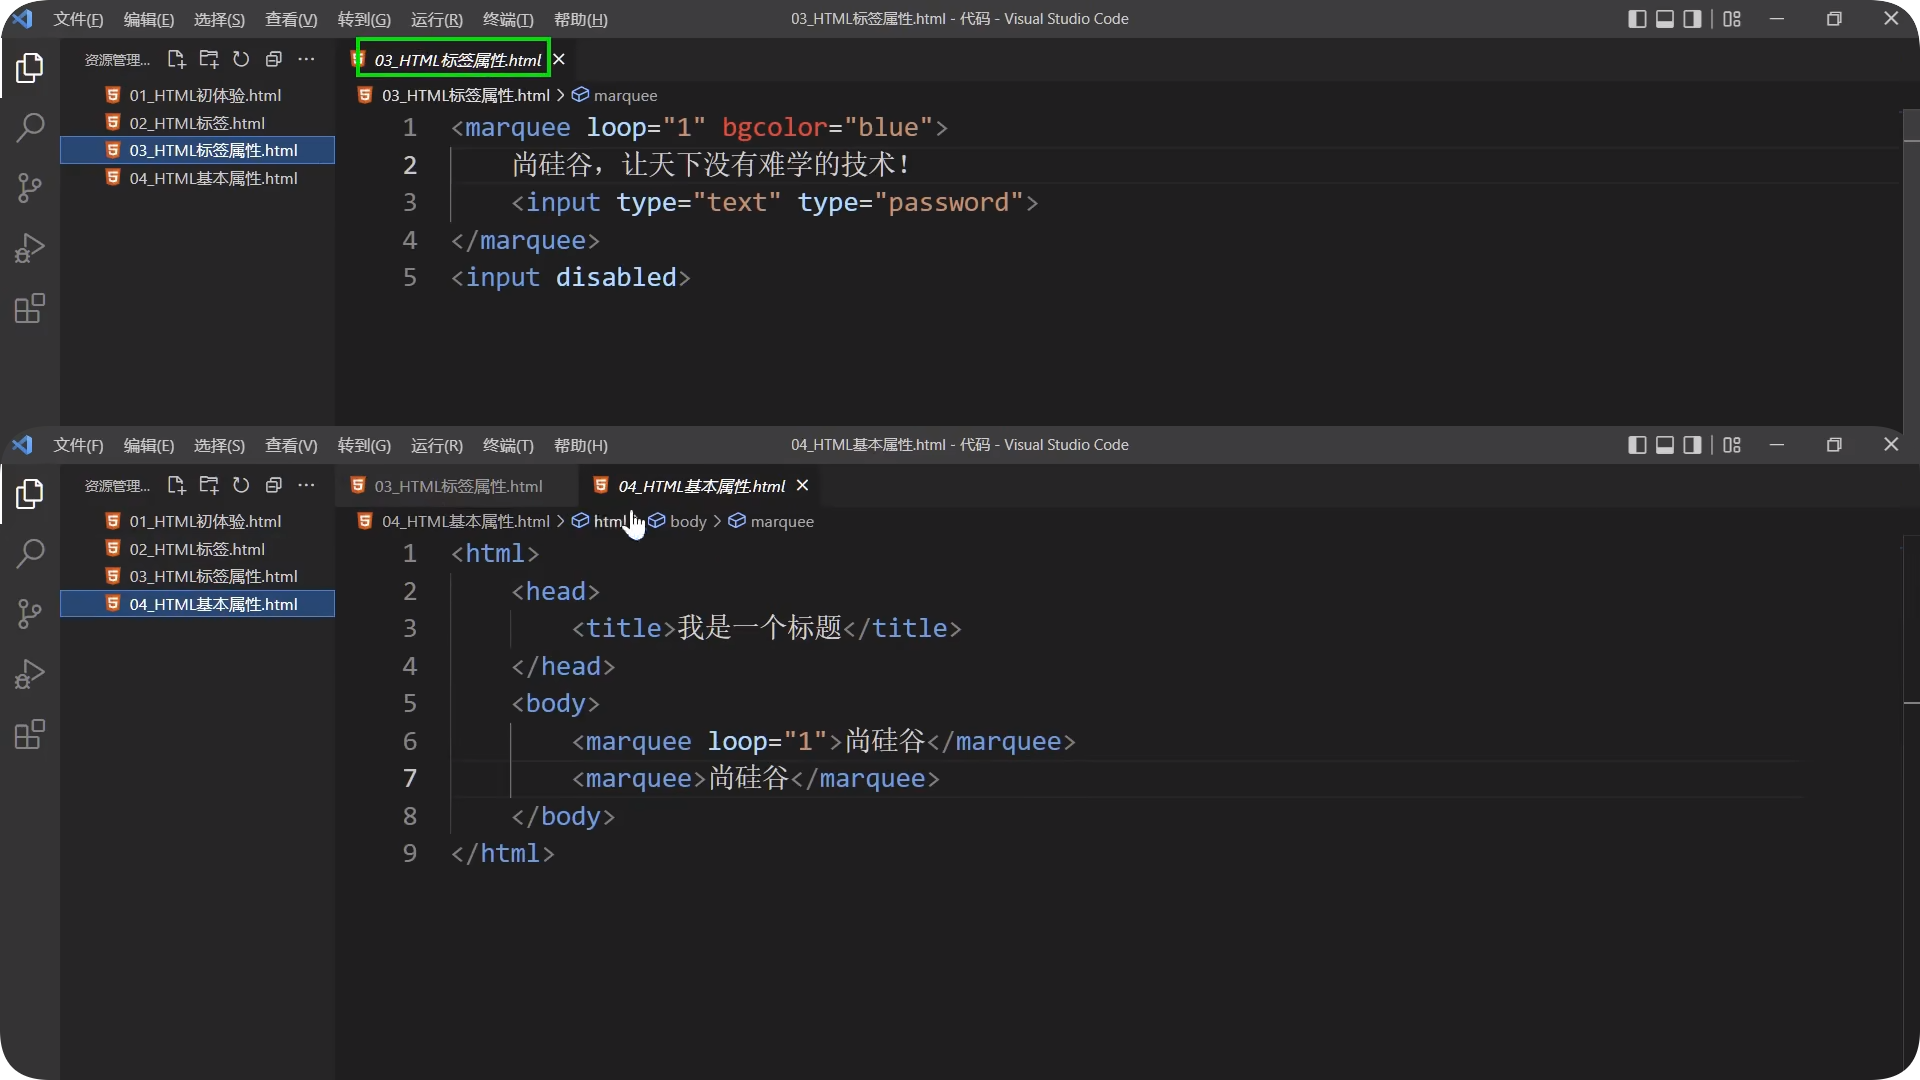 文件(F) 编辑(E) 选择(S) 查看(V) 转到(G) 运行(R) 终端(T) 帮助(H) 03_HTML标签属性.html - 代码 - Visual Studio Code
资源管理... 03_HTML标签属性.html
01_HTML初体验.html
02_HTML标签.html
03_HTML标签属性.html
04_HTML基本属性.html
03_HTML标签属性.html > marquee
1 <marquee loop="1" bgcolor="blue">
2 尚硅谷，让天下没有难学的技术！
3 <input type="text" type="password">
4 </marquee>
5 <input disabled>
文件(F) 编辑(E) 选择(S) 查看(V) 转到(G) 运行(R) 终端(T) 帮助(H) 04_HTML基本属性.html - 代码 - Visual Studio Code
资源管理... 03_HTML标签属性.html 04_HTML基本属性.html
01_HTML初体验.html
02_HTML标签.html
03_HTML标签属性.html
04_HTML基本属性.html
04_HTML基本属性.html > html > body > marquee
1 <html>
2 <head>
3 <title>我是一个标题</title>
4 </head>
5 <body>
6 <marquee loop="1">尚硅谷</marquee>
7 <marquee>尚硅谷</marquee>
8 </body>
9 </html>